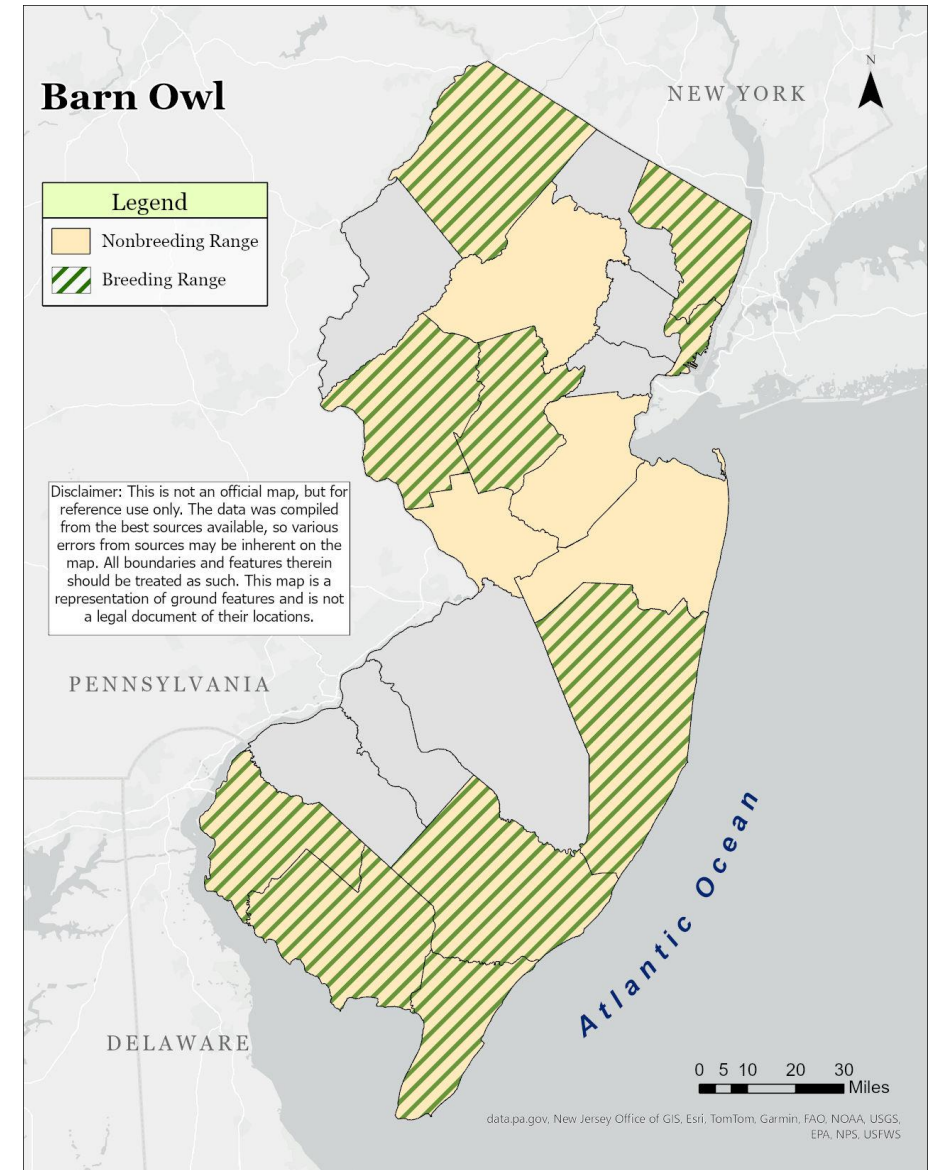 Barn Owl
NEW YORK
N
Legend
Nonbreeding Range
Breeding Range
Disclaimer: This is not an official map, but for
reference use only. The data was compiled
from the best sources available, so various
errors from sources may be inherent on the
map. All boundaries and features therein
should be treated as such. This map is a
representation of ground features and is not
a legal document of their locations.
PENNSYLVANIA
Atlantic Ocean
DELAWARE
0 5 10 20 30
Miles
data.pa.gov, New Jersey Office of GIS, Esri, TomTom, Garmin, FAO, NOAA, USGS,
EPA, NPS, USFWS